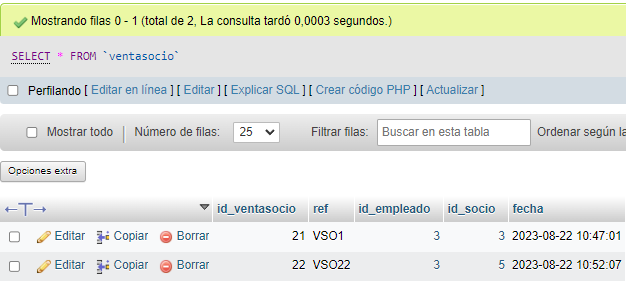 Mostrando filas 0 - 1 (total de 2, La consulta tardó 0,0003 segundos.)
SELECT * FROM `ventasocio`
Perfilando [ Editar en línea ] [ Editar ] [ Explicar SQL ] [ Crear código PHP ] [ Actualizar ]
Mostrar todo Número de filas: 25 Filtrar filas: Buscar en esta tabla Ordenar según la
Opciones extra
←T→ id_ventasocio ref id_empleado id_socio fecha
Editar Copiar Borrar 21 VSO1 3 3 2023-08-22 10:47:01
Editar Copiar Borrar 22 VSO22 3 5 2023-08-22 10:52:07